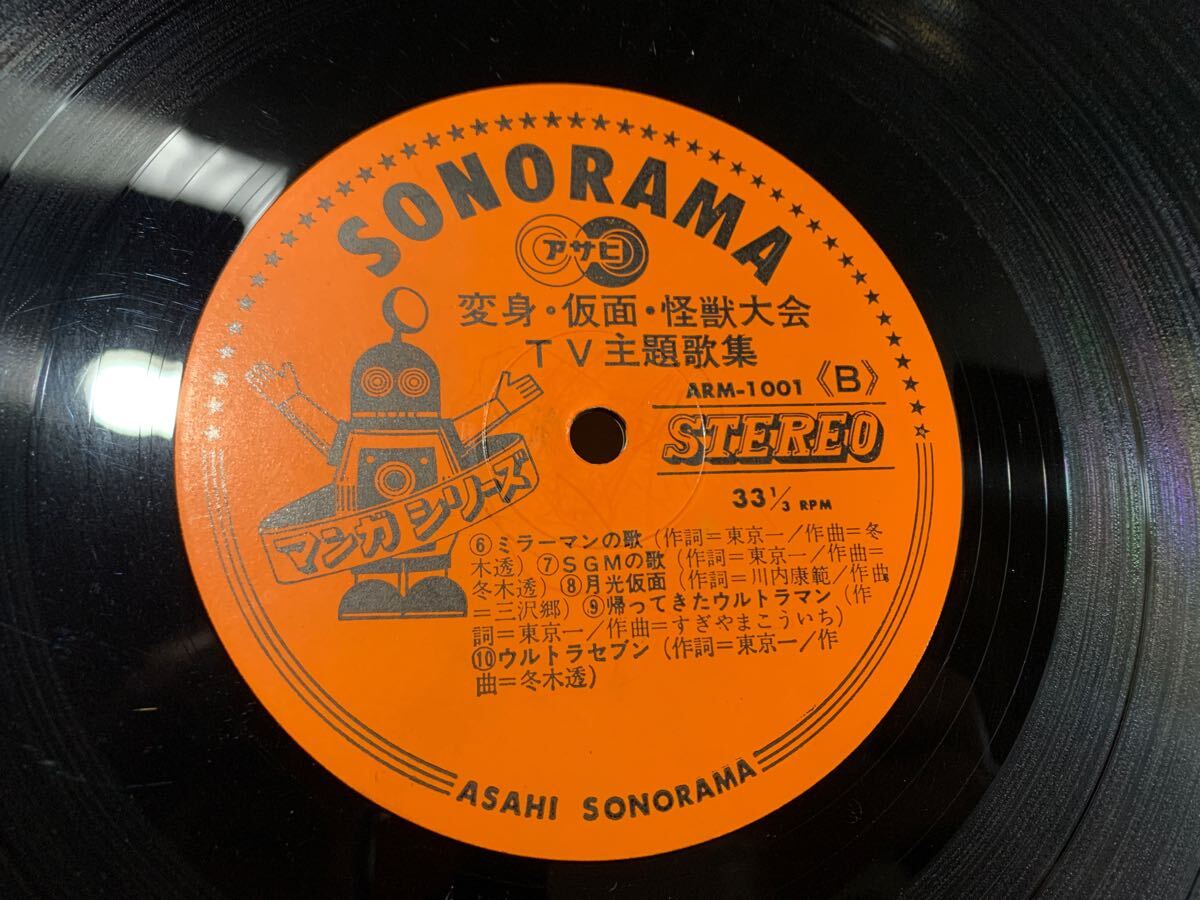 SONORAMA
アサヒ
変身・仮面・怪獣大会
TV主題歌集
ARM-1001 《B》
STEREO
33 1/3 RPM
マンガシリーズ
⑥ミラーマンの歌(作詞=東京一/作曲=冬
木透)⑦SGMの歌(作詞=東京一/作曲=
冬木透)⑧月光仮面(作詞=川内康範/作曲
=三沢郷)⑨帰ってきたウルトラマン(作
詞=東京一/作曲=すぎやまこういち)
⑩ウルトラセブン(作詞=東京一/作
曲=冬木透)
ASAHI SONORAMA